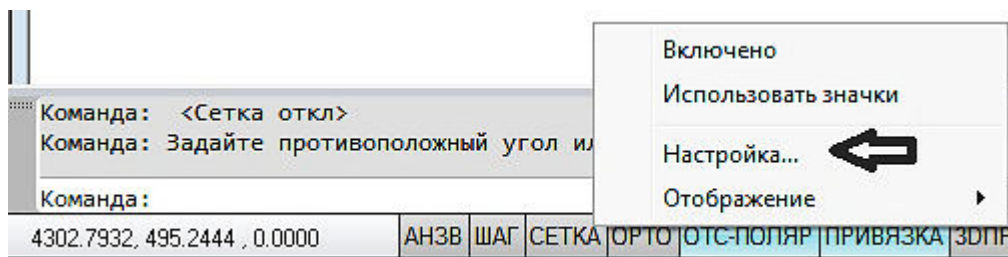 Включено
Использовать значки
Команда: <Сетка откл>
Команда: Задайте противоположный угол
Настройка...
Команда:
Отображение
4302.7932, 495.2444 , 0.0000 АНЗВ ШАГ СЕТКА ОРТО ОТС-ПОЛЯР ПРИВЯЗКА